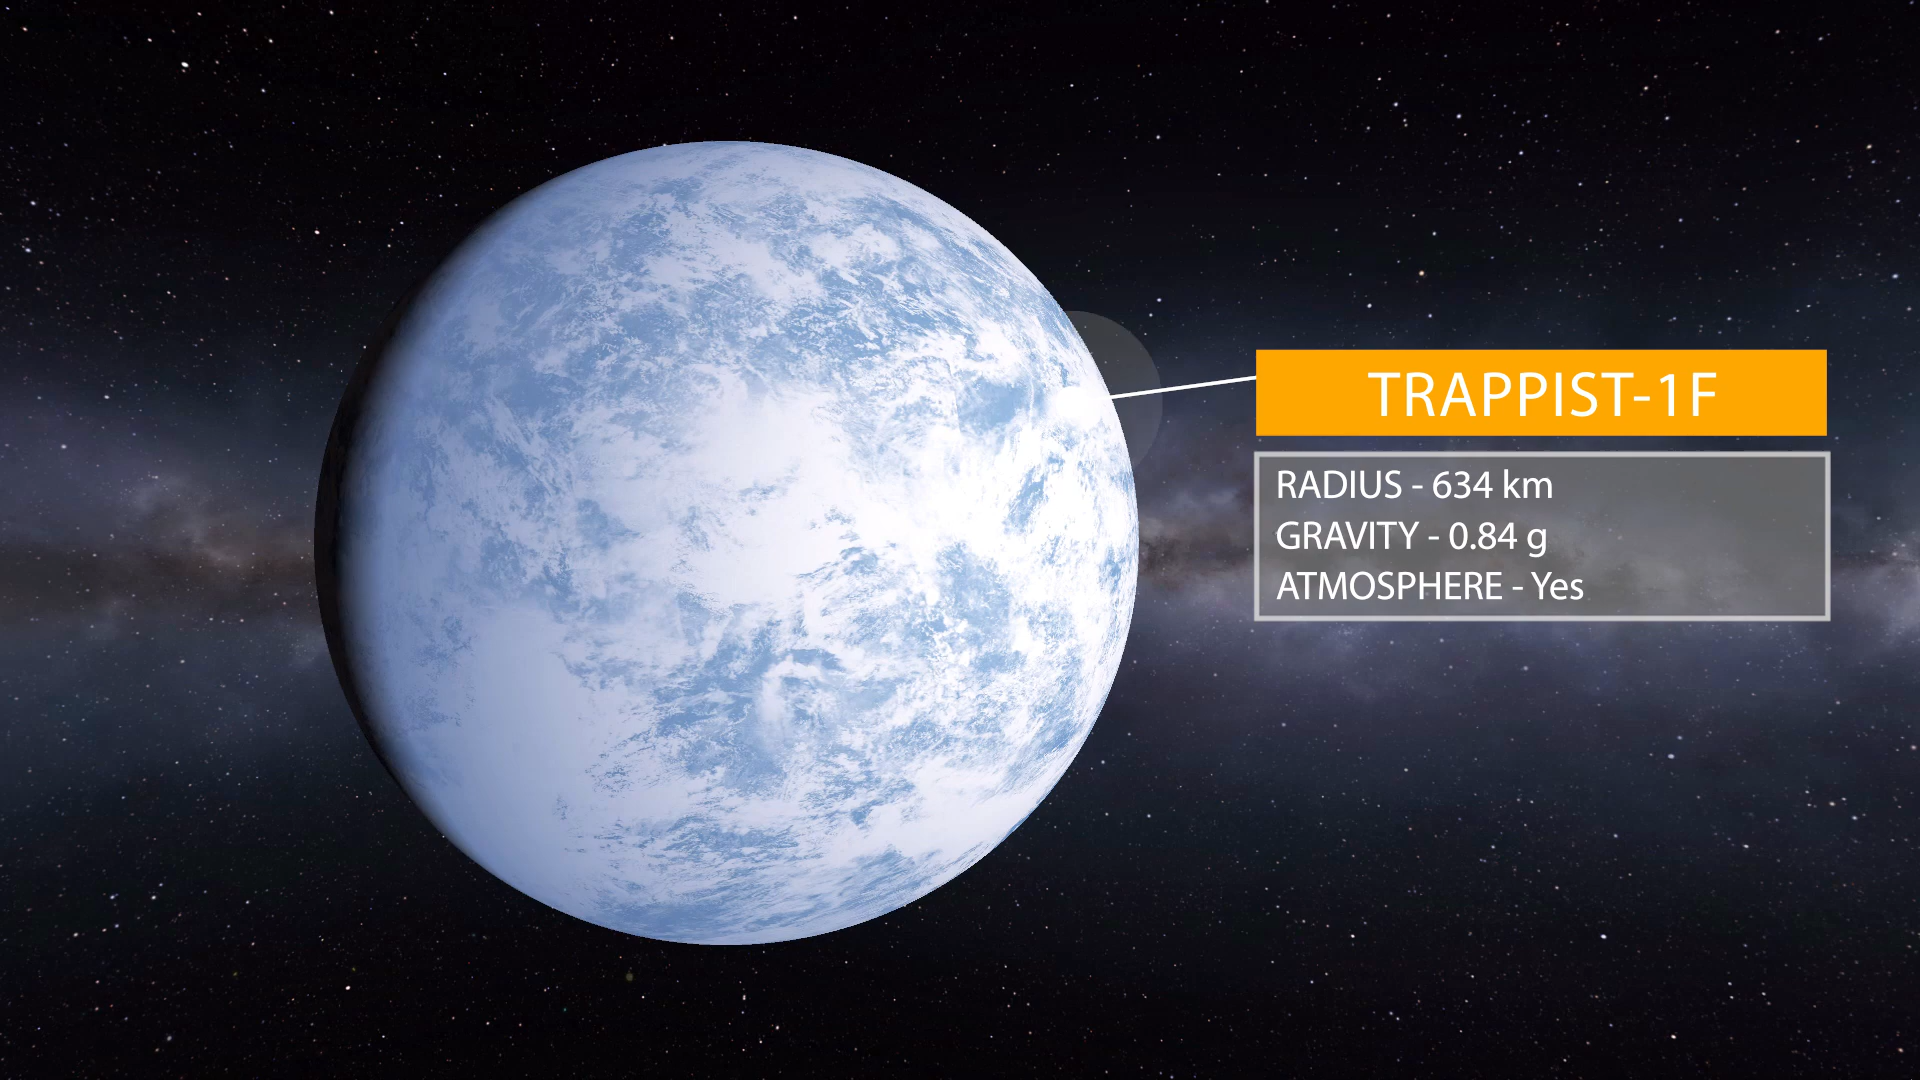 TRAPPIST-1F
RADIUS - 634 km
GRAVITY - 0.84 g
ATMOSPHERE - Yes